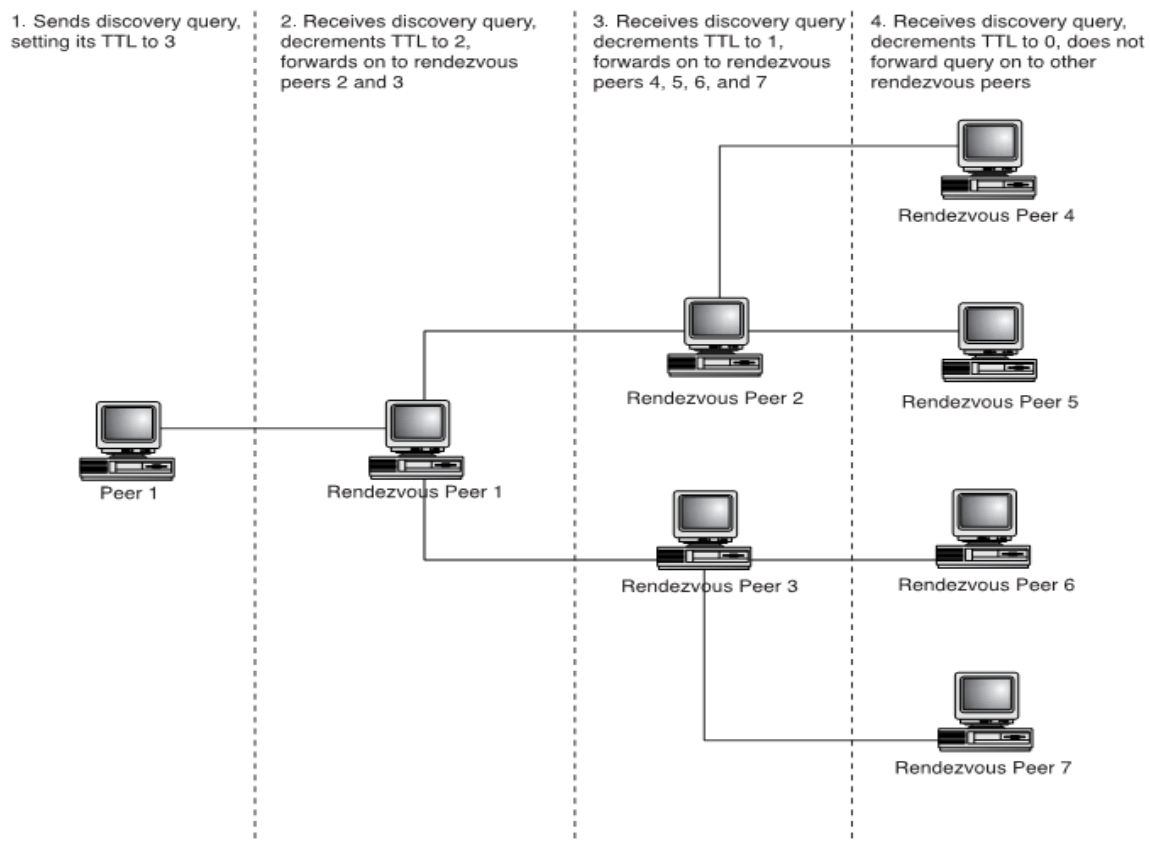 1. Sends discovery query,
setting its TTL to 3
2. Receives discovery query,
decrements TTL to 2,
forwards on to rendezvous
peers 2 and 3
3. Receives discovery query
decrements TTL to 1,
forwards on to rendezvous
peers 4, 5, 6, and 7
4. Receives discovery query,
decrements TTL to 0, does not
forward query on to other
rendezvous peers
Rendezvous Peer 4
Rendezvous Peer 2
Rendezvous Peer 5
Peer 1
Rendezvous Peer 1
Rendezvous Peer 3
Rendezvous Peer 6
Rendezvous Peer 7